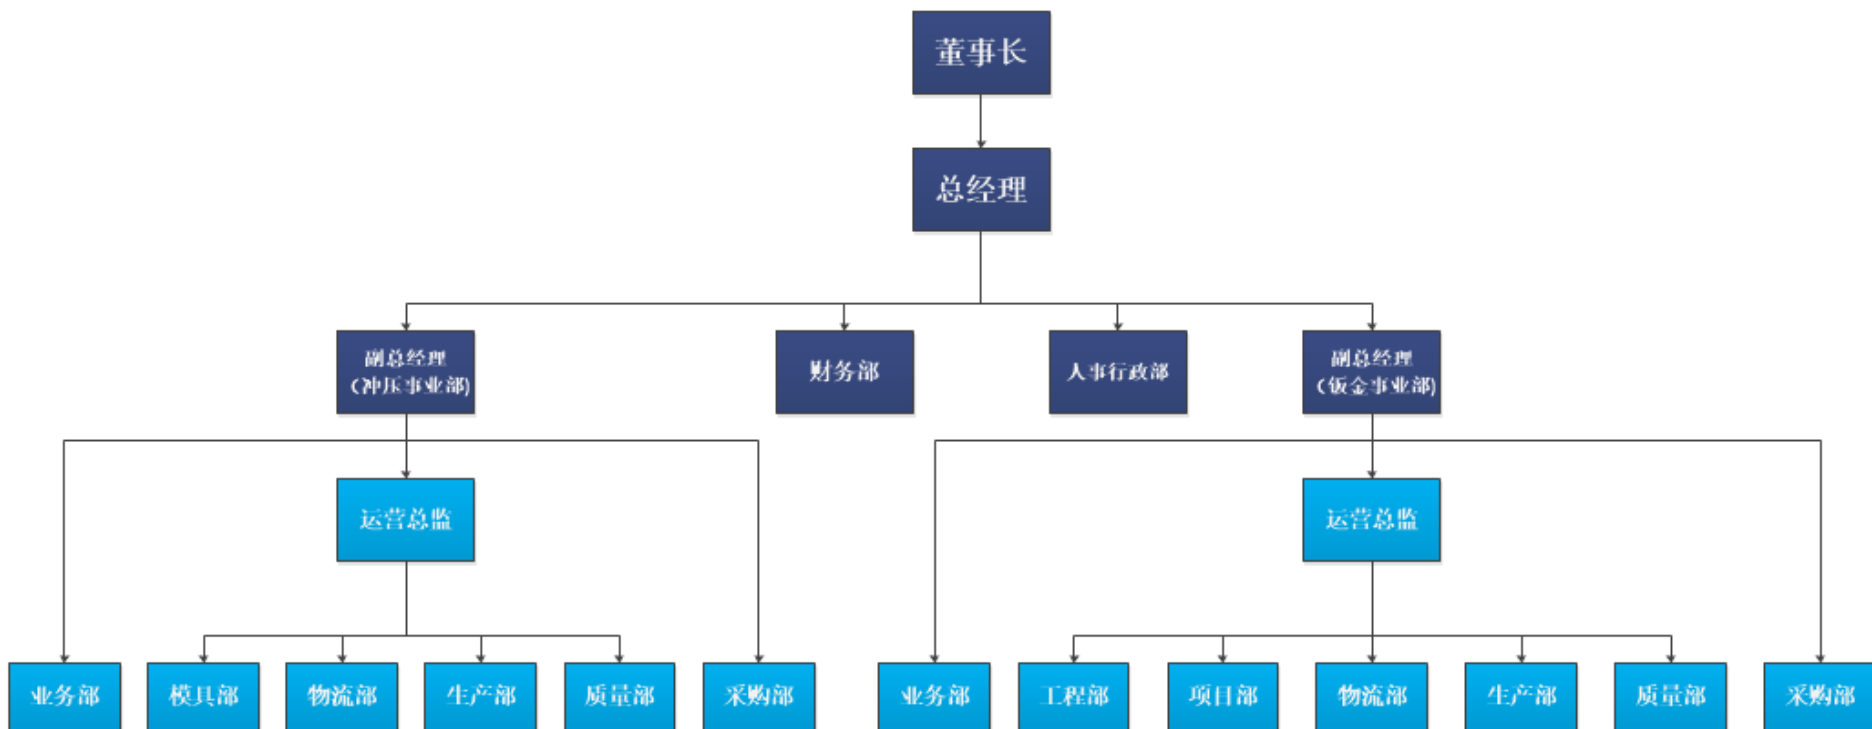 董事长
总经理
副总经理
（冲压事业部)
财务部
人事行政部
副总经理
（钣金事业部)
运营总监
运营总监
业务部
模具部
物流部
生产部
质量部
采购部
业务部
工程部
项目部
物流部
生产部
质量部
采购部